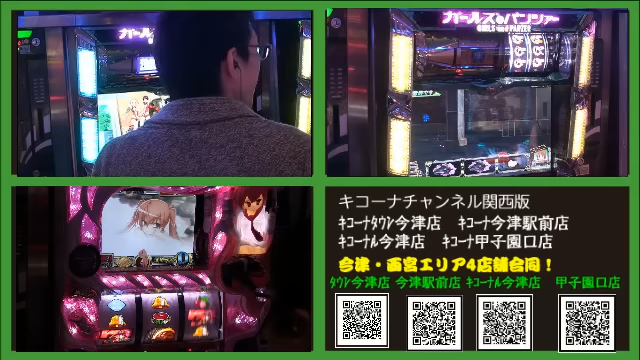 ガールズ&パンツァー
GIRLS und PANZER
キコーナチャンネル関西版
ｷｺｰﾅﾀｳﾝ今津店 ｷｺｰﾅ今津駅前店
ｷｺｰﾅﾙ今津店 ｷｺｰﾅ甲子園口店
今津・西宮エリア4店舗合同！
ﾀｳﾝ今津店 今津駅前店 ｷｺｰﾅﾙ今津店 甲子園口店